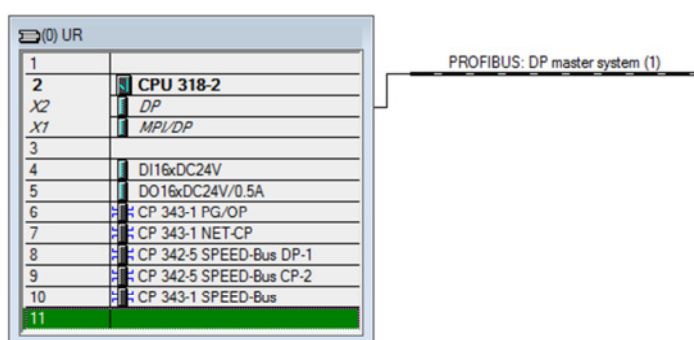 (0) UR
PROFIBUS: DP master system (1)
1
2 CPU 318-2
X2 DP
X1 MPI/DP
3
4 DI16xDC24V
5 DO16xDC24V/0.5A
6 CP 343-1 PG/OP
7 CP 343-1 NET-CP
8 CP 342-5 SPEED-Bus DP-1
9 CP 342-5 SPEED-Bus CP-2
10 CP 343-1 SPEED-Bus
11